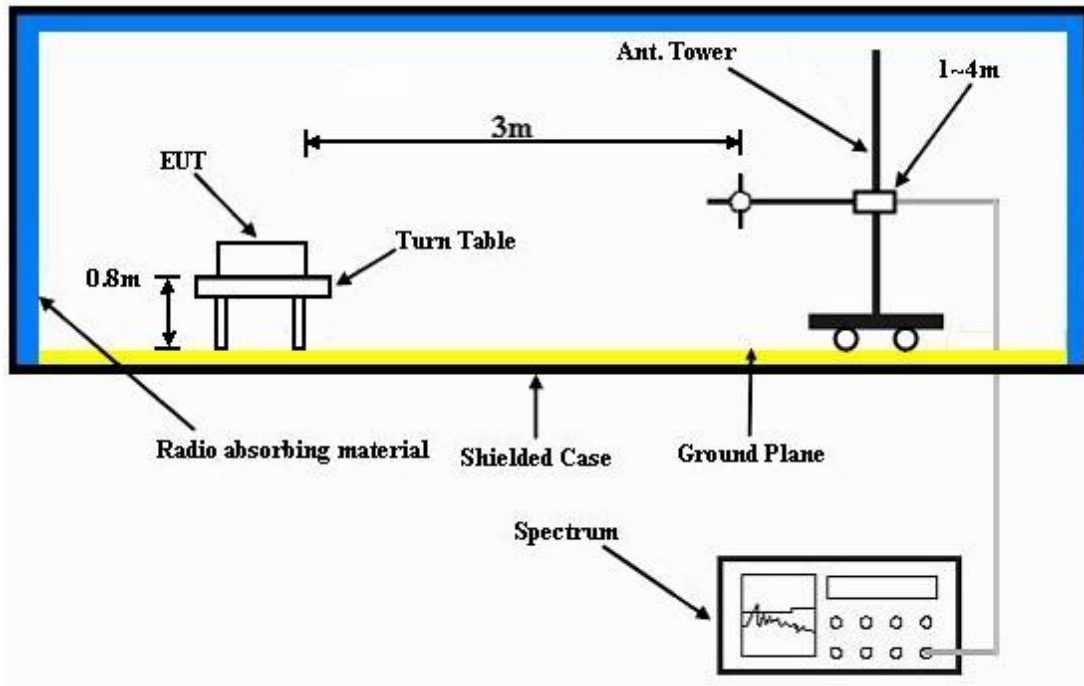 Ant. Tower
1~4m
3m
EUT
Turn Table
0.8m
Radio absorbing material
Shielded Case
Ground Plane
Spectrum